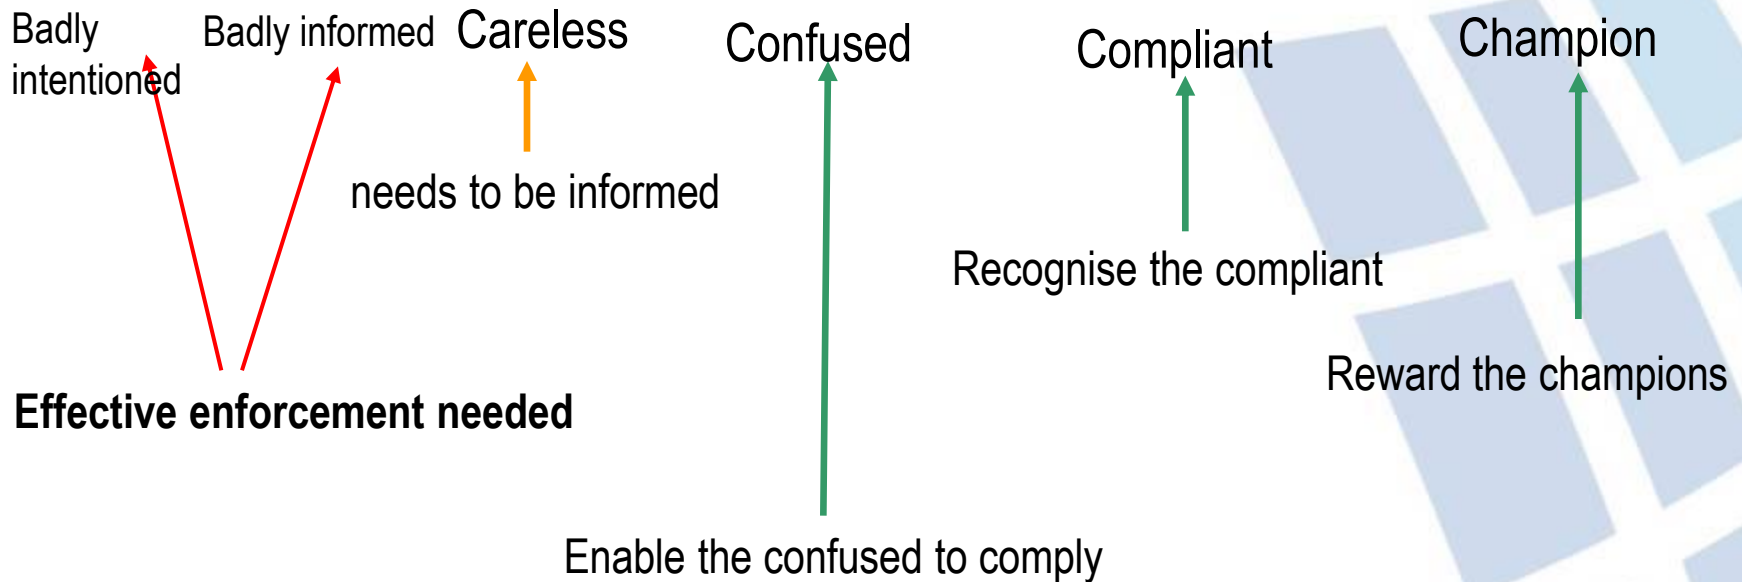 Badly
intentioned
Badly informed
Careless
Confused
Compliant
Champion
needs to be informed
Recognise the compliant
Reward the champions
Effective enforcement needed
Enable the confused to comply